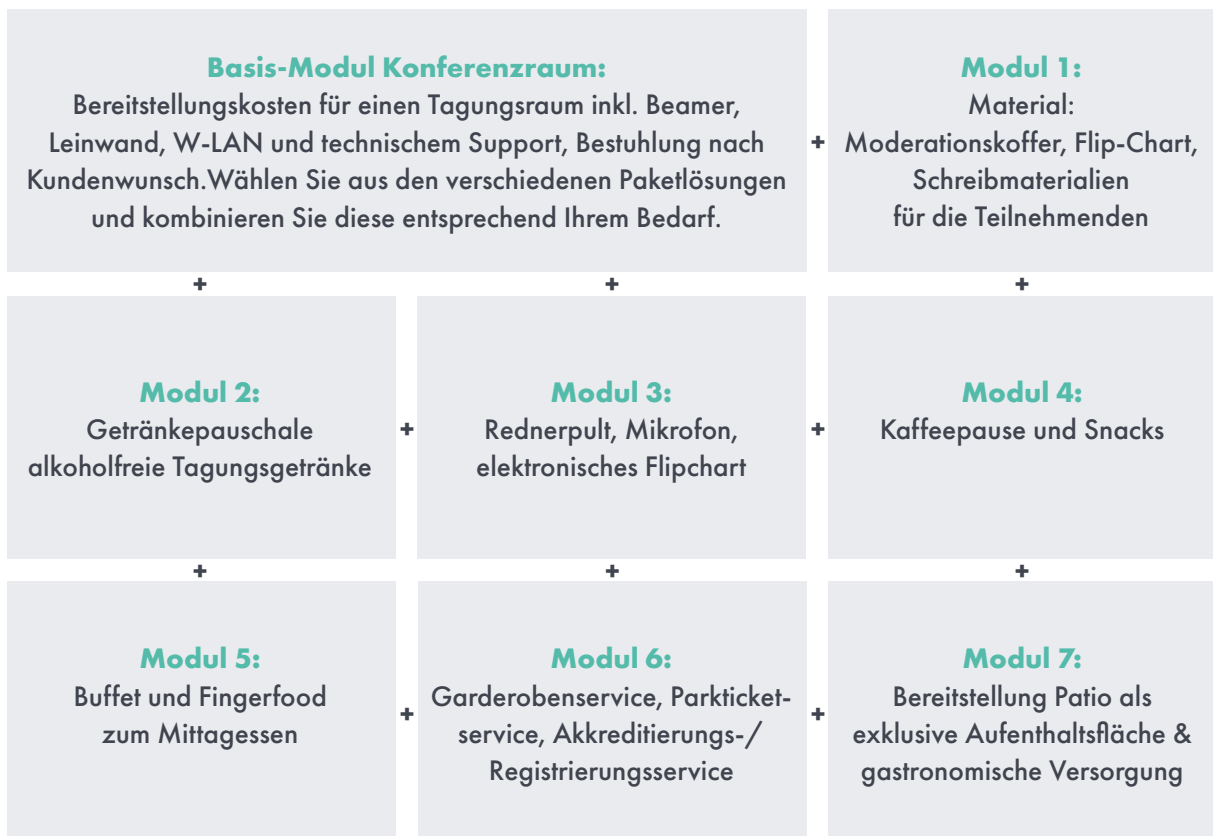 Basis-Modul Konferenzraum:
Bereitstellungskosten für einen Tagungsraum inkl. Beamer,
Leinwand, W-LAN und technischem Support, Bestuhlung nach
Kundenwunsch.Wählen Sie aus den verschiedenen Paketlösungen
und kombinieren Sie diese entsprechend Ihrem Bedarf.
+
Modul 1:
Material:
Moderationskoffer, Flip-Chart,
Schreibmaterialien
für die Teilnehmenden
+
+
+
Modul 2:
Getränkepauschale
alkoholfreie Tagungsgetränke
+
Modul 3:
Rednerpult, Mikrofon,
elektronisches Flipchart
+
Modul 4:
Kaffeepause und Snacks
+
+
+
Modul 5:
Buffet und Fingerfood
zum Mittagessen
+
Modul 6:
Garderobenservice, Parkticket-
service, Akkreditierungs-/
Registrierungsservice
+
Modul 7:
Bereitstellung Patio als
exklusive Aufenthaltsfläche &
gastronomische Versorgung